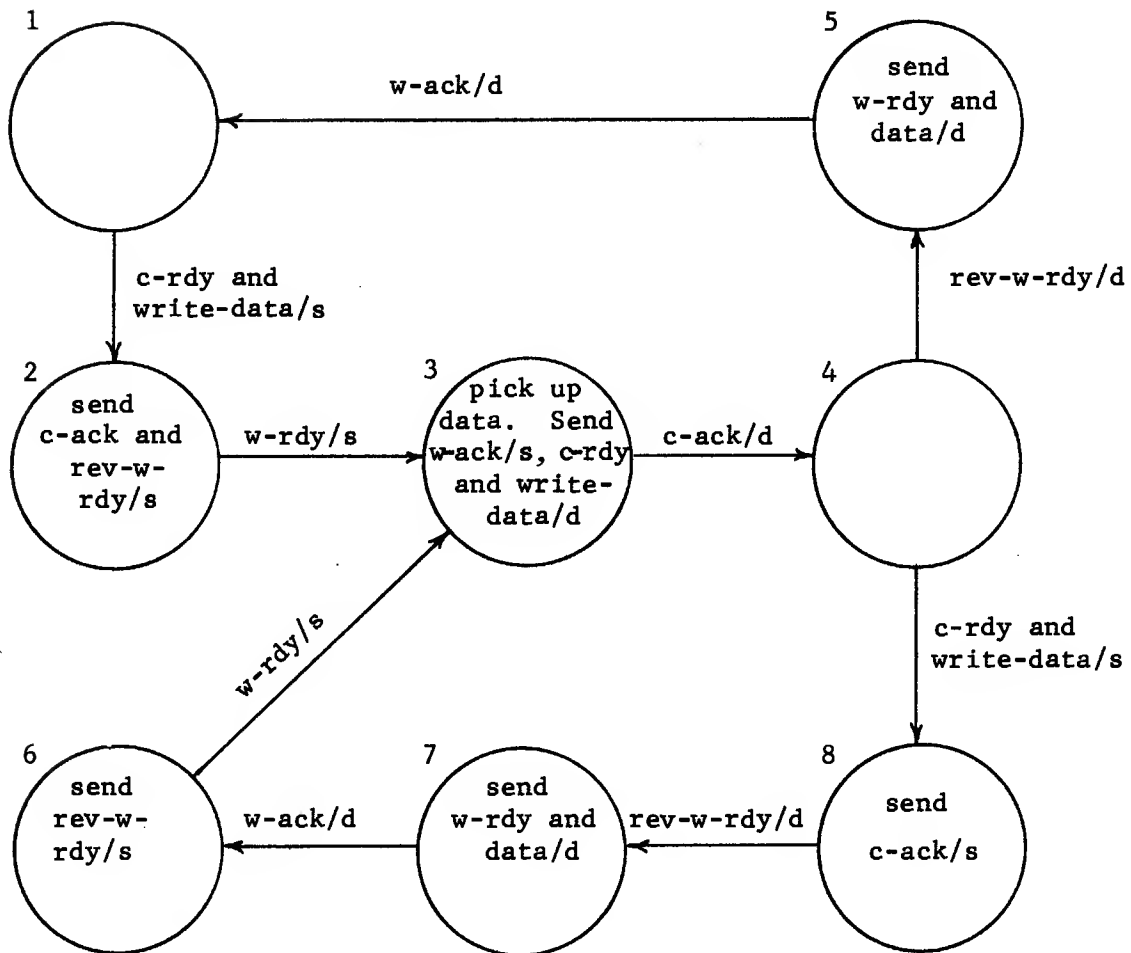 1
5
send
w-rdy and
data/d
w-ack/d
c-rdy and
write-data/s
rev-w-rdy/d
2
send
c-ack and
rev-w-
rdy/s
w-rdy/s
3
pick up
data. Send
w-ack/s, c-rdy
and write-
data/d
c-ack/d
4
w-rdy/s
c-rdy and
write-data/s
6
send
rev-w-
rdy/s
w-ack/d
7
send
w-rdy and
data/d
rev-w-rdy/d
8
send
c-ack/s